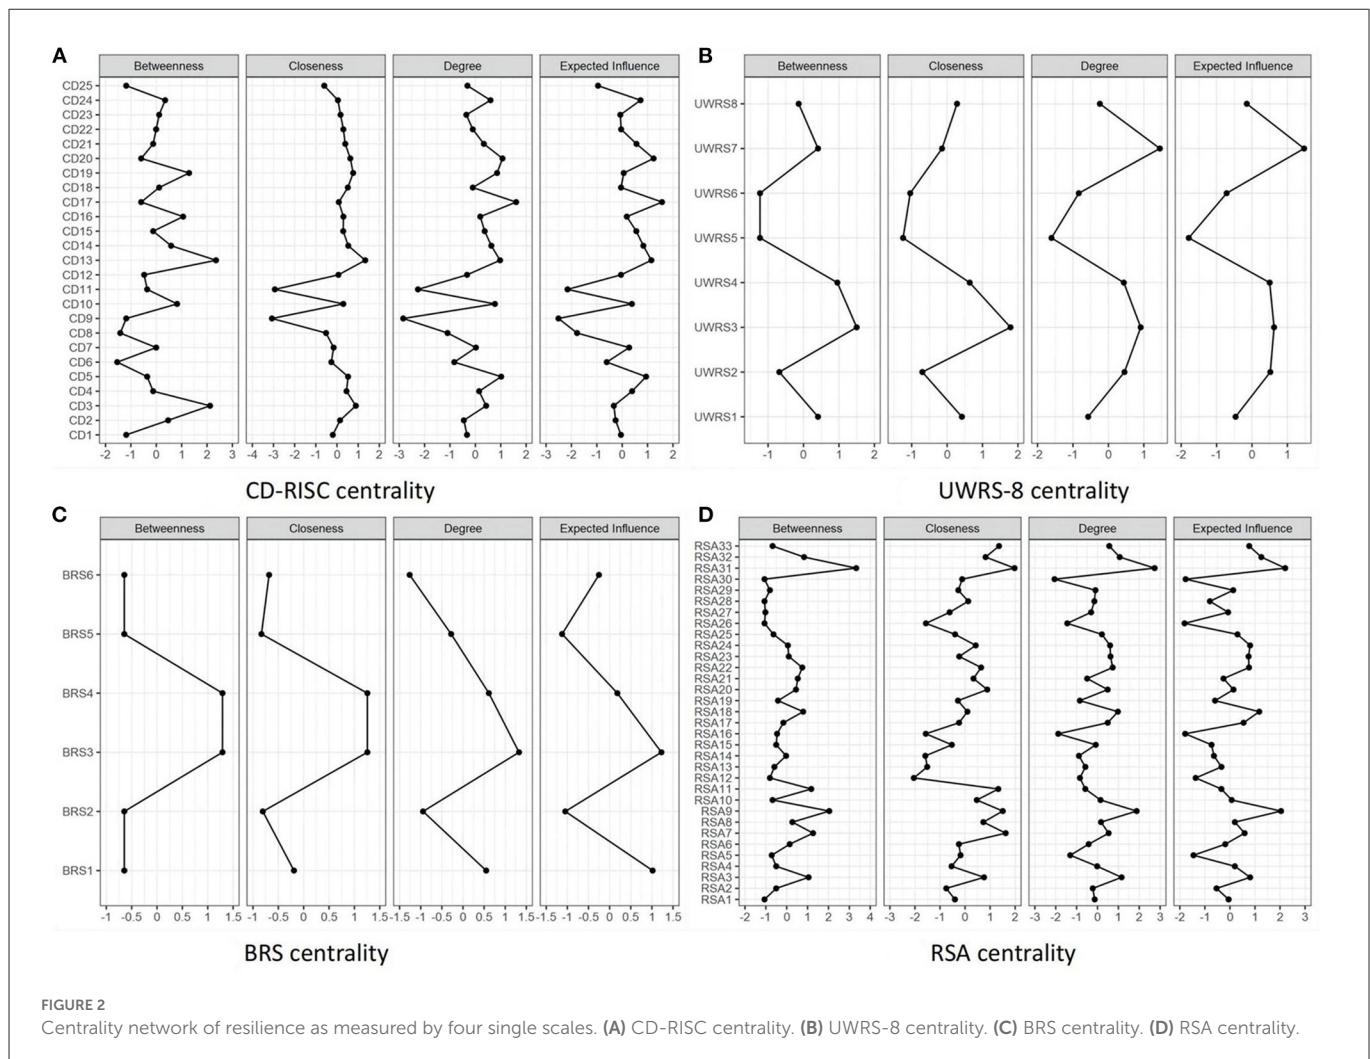 A
Betweenness Closeness Degree Expected Influence
CD25
CD24
CD23
CD22
CD21
CD20
CD19
CD18
CD17
CD16
CD15
CD14
CD13
CD12
CD11
CD10
CD9
CD8
CD7
CD6
CD5
CD4
CD3
CD2
CD1
-2 -1 0 1 2 3 -4 -3 -2 -1 0 1 2 -3 -2 -1 0 1 2 -3 -2 -1 0 1 2
CD-RISC centrality
B
Betweenness Closeness Degree Expected Influence
UWRS8
UWRS7
UWRS6
UWRS5
UWRS4
UWRS3
UWRS2
UWRS1
-1 0 1 2 -1 0 1 2 -2 -1 0 1 -2 -1 0 1
UWRS-8 centrality
C
Betweenness Closeness Degree Expected Influence
BRS6
BRS5
BRS4
BRS3
BRS2
BRS1
-1 -0.5 0 0.5 1 1.5 -1 -0.5 0 0.5 1 1.5 -1.5 -1 -0.5 0 0.5 1 1.5 -1 -0.5 0 0.5 1 1.5
BRS centrality
D
Betweenness Closeness Degree Expected Influence
RSA33
RSA32
RSA31
RSA30
RSA29
RSA28
RSA27
RSA26
RSA25
RSA24
RSA23
RSA22
RSA21
RSA20
RSA19
RSA18
RSA17
RSA16
RSA15
RSA14
RSA13
RSA12
RSA11
RSA10
RSA9
RSA8
RSA7
RSA6
RSA5
RSA4
RSA3
RSA2
RSA1
-2 -1 0 1 2 3 4 -3 -2 -1 0 1 2 -3 -2 -1 0 1 2 3 -2 -1 0 1 2 3
RSA centrality
FIGURE 2
Centrality network of resilience as measured by four single scales. (A) CD-RISC centrality. (B) UWRS-8 centrality. (C) BRS centrality. (D) RSA centrality.